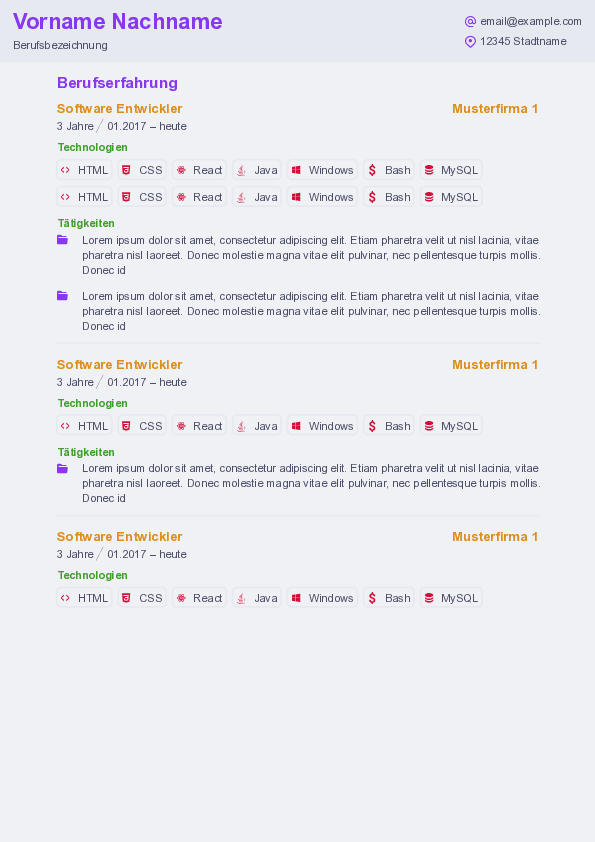 Vorname Nachname
Berufsbezeichnung
email@example.com
12345 Stadtname
Berufserfahrung
Software Entwickler Musterfirma 1
3 Jahre / 01.2017 – heute
Technologien
HTML CSS React Java Windows Bash MySQL
HTML CSS React Java Windows Bash MySQL
Tätigkeiten
Lorem ipsum dolor sit amet, consectetur adipiscing elit. Etiam pharetra velit ut nisl lacinia, vitae
pharetra nisl laoreet. Donec molestie magna vitae elit pulvinar, nec pellentesque turpis mollis.
Donec id
Lorem ipsum dolor sit amet, consectetur adipiscing elit. Etiam pharetra velit ut nisl lacinia, vitae
pharetra nisl laoreet. Donec molestie magna vitae elit pulvinar, nec pellentesque turpis mollis.
Donec id
Software Entwickler Musterfirma 1
3 Jahre / 01.2017 – heute
Technologien
HTML CSS React Java Windows Bash MySQL
Tätigkeiten
Lorem ipsum dolor sit amet, consectetur adipiscing elit. Etiam pharetra velit ut nisl lacinia, vitae
pharetra nisl laoreet. Donec molestie magna vitae elit pulvinar, nec pellentesque turpis mollis.
Donec id
Software Entwickler Musterfirma 1
3 Jahre / 01.2017 – heute
Technologien
HTML CSS React Java Windows Bash MySQL